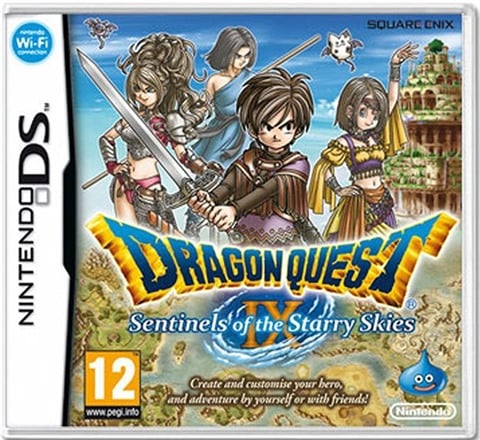 Nintendo
Wi-Fi
connection
SQUARE ENIX
NINTENDO DS™
DRAGON QUEST®
IX
Sentinels of the Starry Skies
12
www.pegi.info
Create and customise your hero,
and adventure by yourself or with friends!
Nintendo